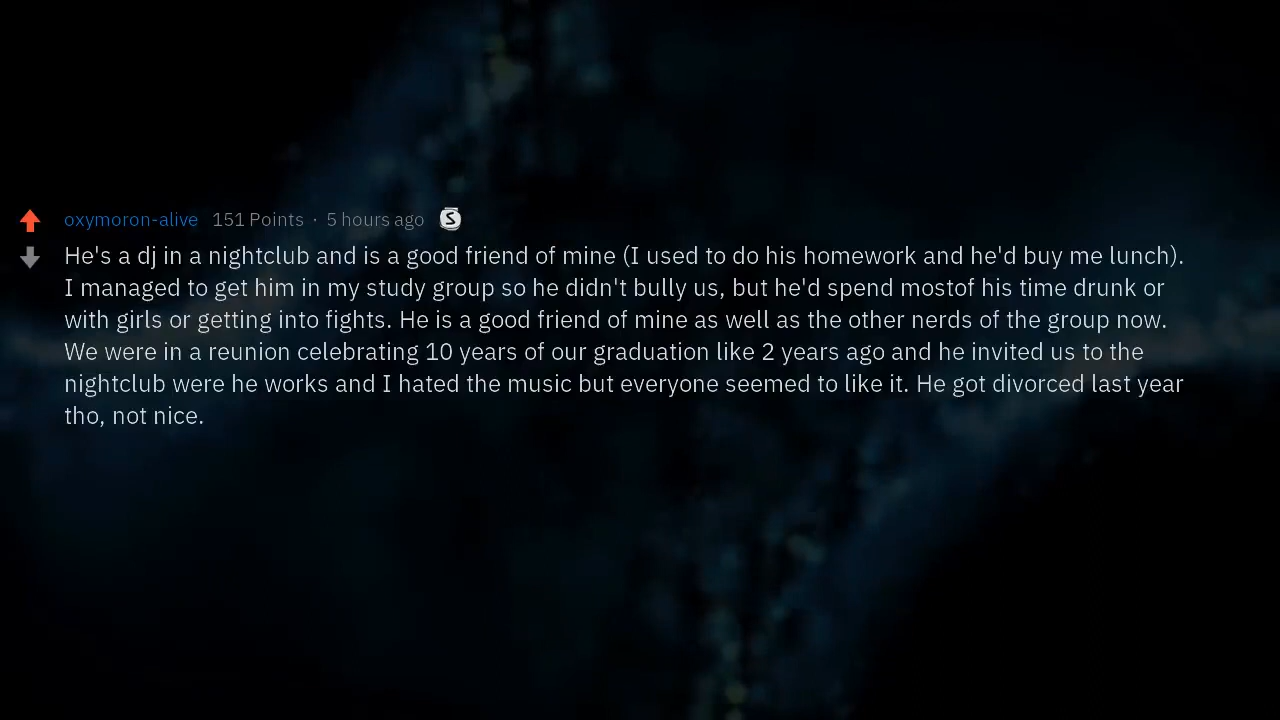 oxymoron-alive 151 Points · 5 hours ago S
He's a dj in a nightclub and is a good friend of mine (I used to do his homework and he'd buy me lunch).
I managed to get him in my study group so he didn't bully us, but he'd spend mostof his time drunk or
with girls or getting into fights. He is a good friend of mine as well as the other nerds of the group now.
We were in a reunion celebrating 10 years of our graduation like 2 years ago and he invited us to the
nightclub were he works and I hated the music but everyone seemed to like it. He got divorced last year
tho, not nice.